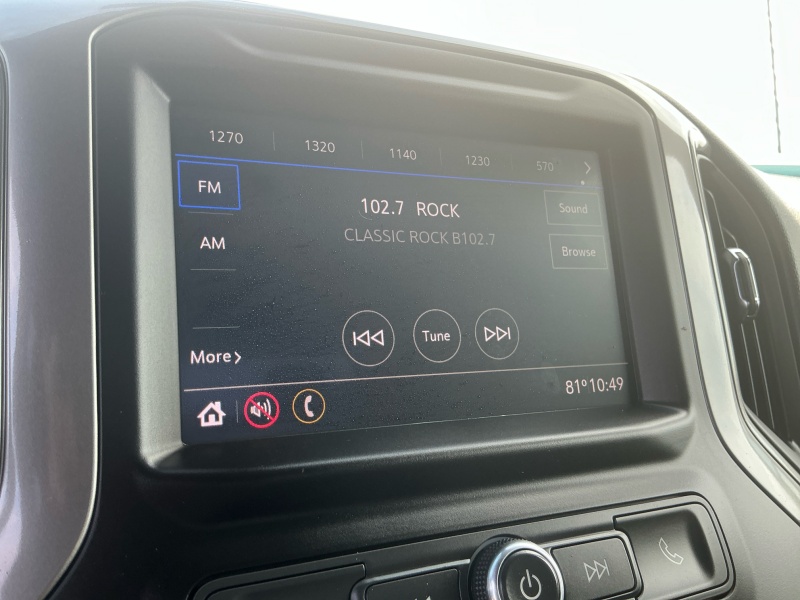 1270 1320 1140 1230 570
FM
102.7 ROCK
Sound
CLASSIC ROCK B102.7
AM
Browse
Tune
More
81° 10:49